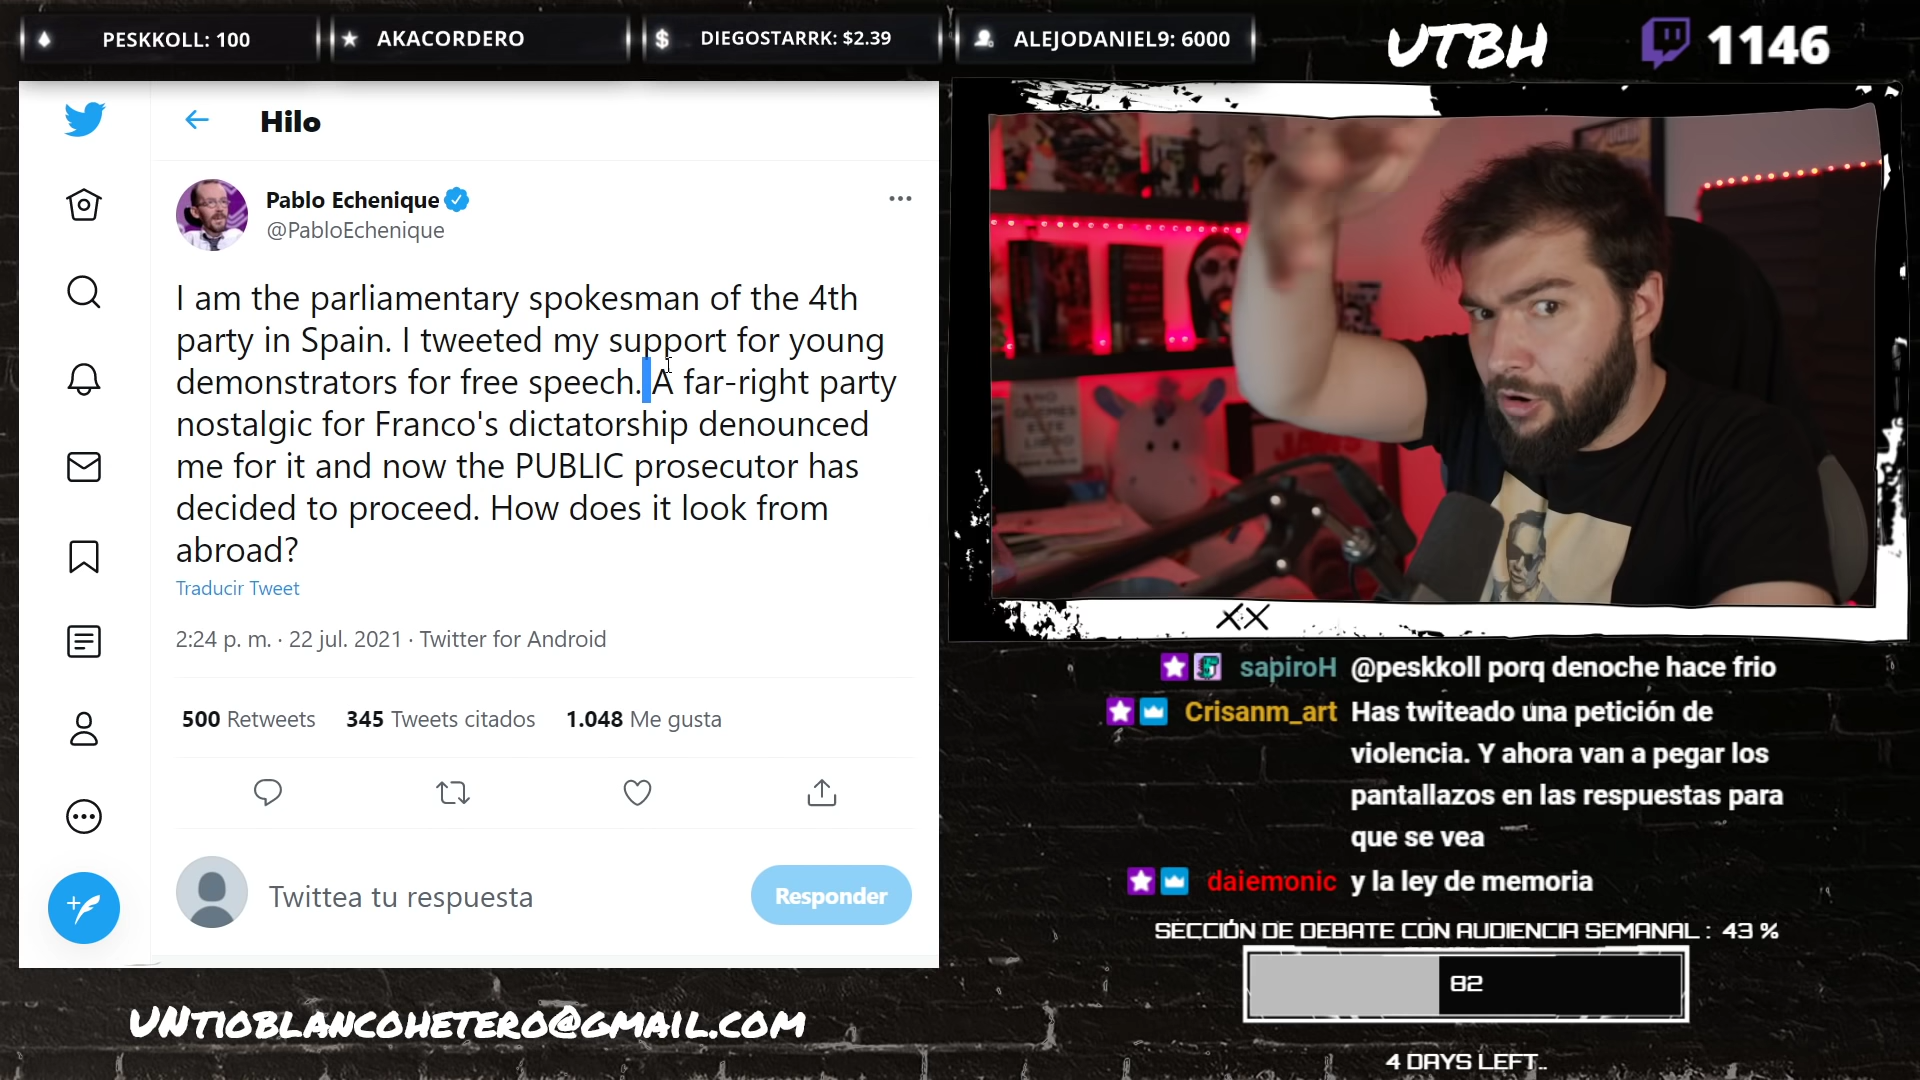 PESKKOLL: 100
AKACORDERO
DIEGOSTARRK: $2.39
ALEJODANIEL9: 6000
UTBH
1146
Hilo
Pablo Echenique
@PabloEchenique
I am the parliamentary spokesman of the 4th
party in Spain. I tweeted my support for young
demonstrators for free speech. A far-right party
nostalgic for Franco's dictatorship denounced
me for it and now the PUBLIC prosecutor has
decided to proceed. How does it look from
abroad?
Traducir Tweet
2:24 p. m. · 22 jul. 2021 · Twitter for Android
500 Retweets 345 Tweets citados 1.048 Me gusta
Twittea tu respuesta
Responder
XX
sapiroH @peskkoll porq denoche hace frio
Crisanm_art Has twiteado una petición de
violencia. Y ahora van a pegar los
pantallazos en las respuestas para
que se vea
daiemonic y la ley de memoria
SECCIÓN DE DEBATE CON AUDIENCIA SEMANAL : 43 %
82
4 DAYS LEFT..
UNTIOBLANCOHETERO@GMAIL.COM